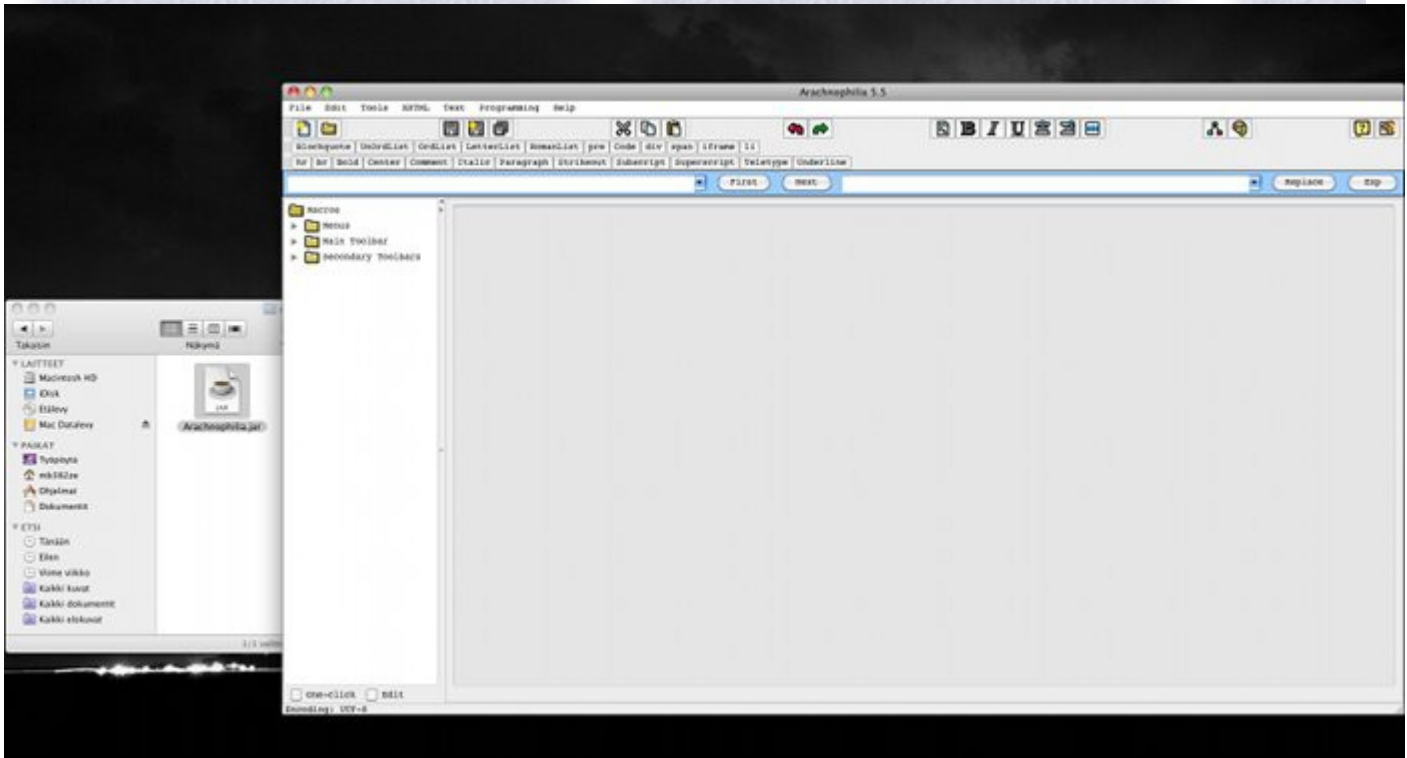 Arachnophilia 5.5
File Edit Tools XHTML Text Programming Help
Blockquote UnOrdList OrdList LetterList RomanList pre Code div span iframe li
hr br Bold Center Comment Italic Paragraph Strikeout Subscript Superscript Teletype Underline
First Next Replace Exp
Macros
Menus
Main Toolbar
Secondary Toolbars
One-click Edit
Encoding: UTF-8
Takaisin Näkymä
LAITTEET
Macintosh HD
iDisk
Etälevy
Mac Datalevy
PAIKAT
Työpöytä
Ohjelmat
Dokumentit
ETSI
Tänään
Eilen
Viime viikko
Kaikki kuvat
Kaikki dokumentit
Kaikki elokuvat
JAR
Arachnophilia.jar